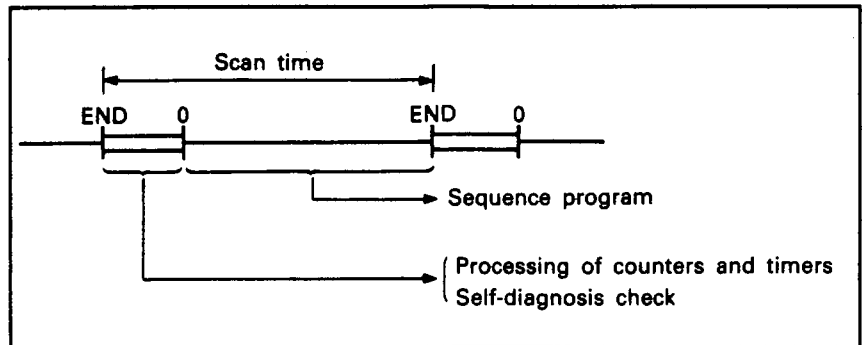 Scan time
END 0 END 0
Sequence program
Processing of counters and timers
Self-diagnosis check